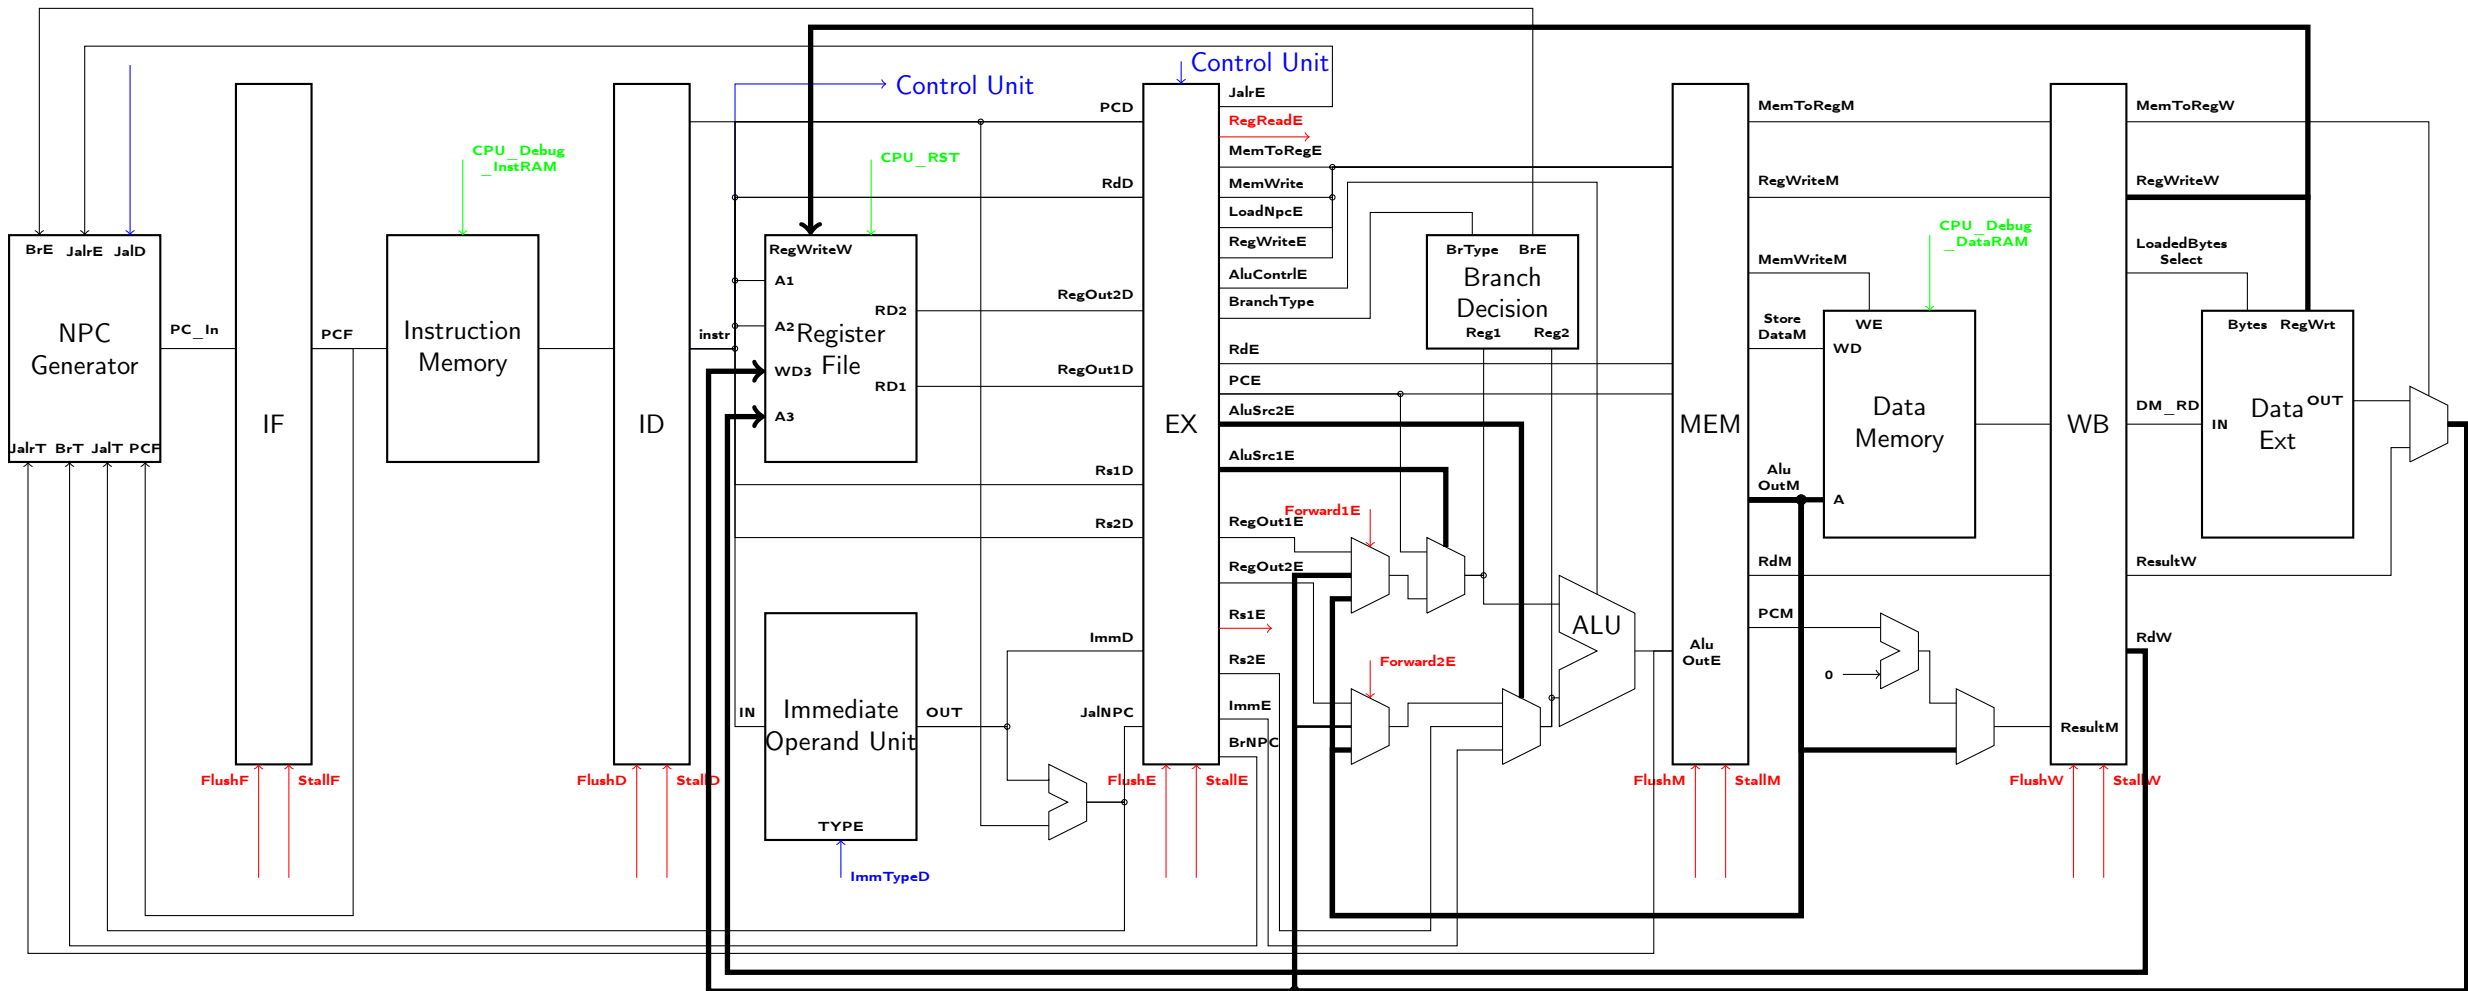 Control Unit
Control Unit
JalrE
PCD
RegReadE
CPU_Debug
_InstRAM
CPU_RST
MemToRegE
RdD
MemWrite
LoadNpcE
RegWriteE
AluContrlE
BranchType
MemToRegM
MemToRegW
RegWriteM
RegWriteW
CPU_Debug
_DataRAM
MemWriteM
LoadedBytes
Select
BrE JalrE JalD
NPC
Generator
JalrT BrT JalT PCF
PC_In
IF
PCF
Instruction
Memory
ID
instr
RegWriteW
A1
A2
WD3
A3
RD2
RD1
Register
File
RegOut2D
RegOut1D
Rs1D
Rs2D
EX
BrType BrE
Branch
Decision
Reg1 Reg2
RdE
PCE
AluSrc2E
AluSrc1E
Forward1E
RegOut1E
RegOut2E
Rs1E
Rs2E
Forward2E
ImmE
BrNPC
ALU
MEM
Alu
OutE
Store
DataM
WE
WD
Data
Memory
A
Alu
OutM
RdM
PCM
0
WB
ResultM
DM_RD
Bytes RegWrt
IN
Data
Ext
OUT
ResultW
RdW
ImmD
JalNPC
IN
Immediate
Operand Unit
OUT
TYPE
ImmTypeD
FlushF StallF
FlushD StallD
FlushE StallE
FlushM StallM
FlushW StallW